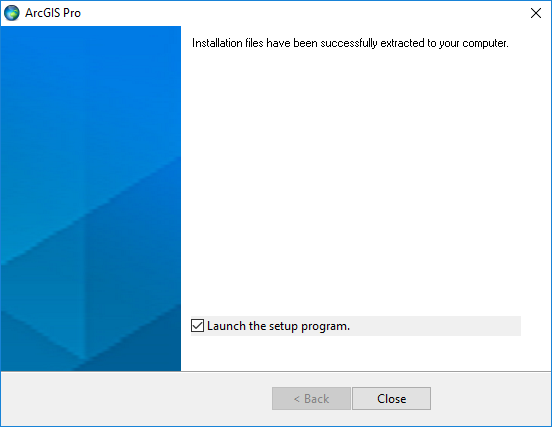 ArcGIS Pro
Installation files have been successfully extracted to your computer.
Launch the setup program.
< Back
Close